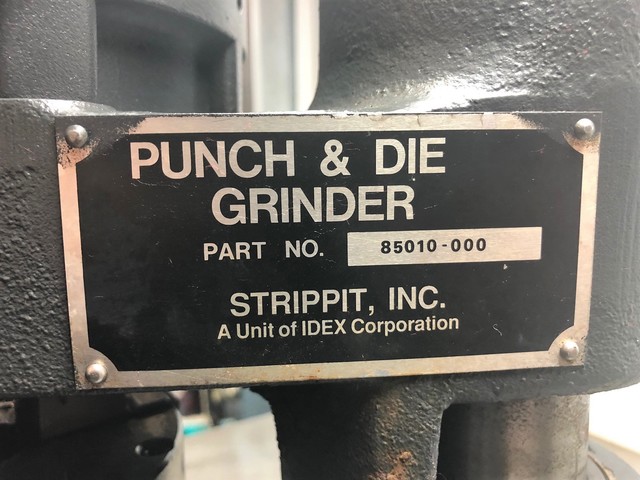 PUNCH & DIE
GRINDER
PART NO. 85010-000
STRIPPIT, INC.
A Unit of IDEX Corporation